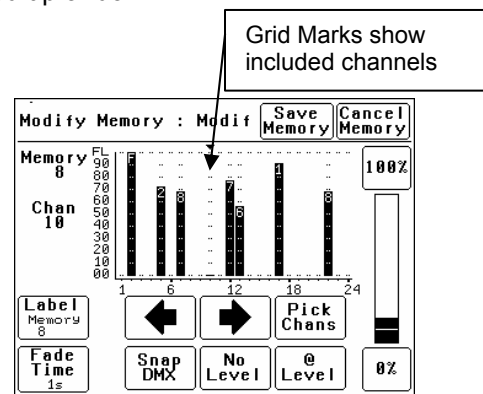 Grid Marks show
included channels
Modify Memory : Modif
Save
Memory
Cancel
Memory
Memory
8
Chan
10
FL
90
80
70
60
50
40
30
20
10
00
F
2
8
7
6
1
8
1 6 12 18 24
100%
Label
Memory
8
Pick
Chans
Fade
Time
1s
Snap
DMX
No
Level
@
Level
0%